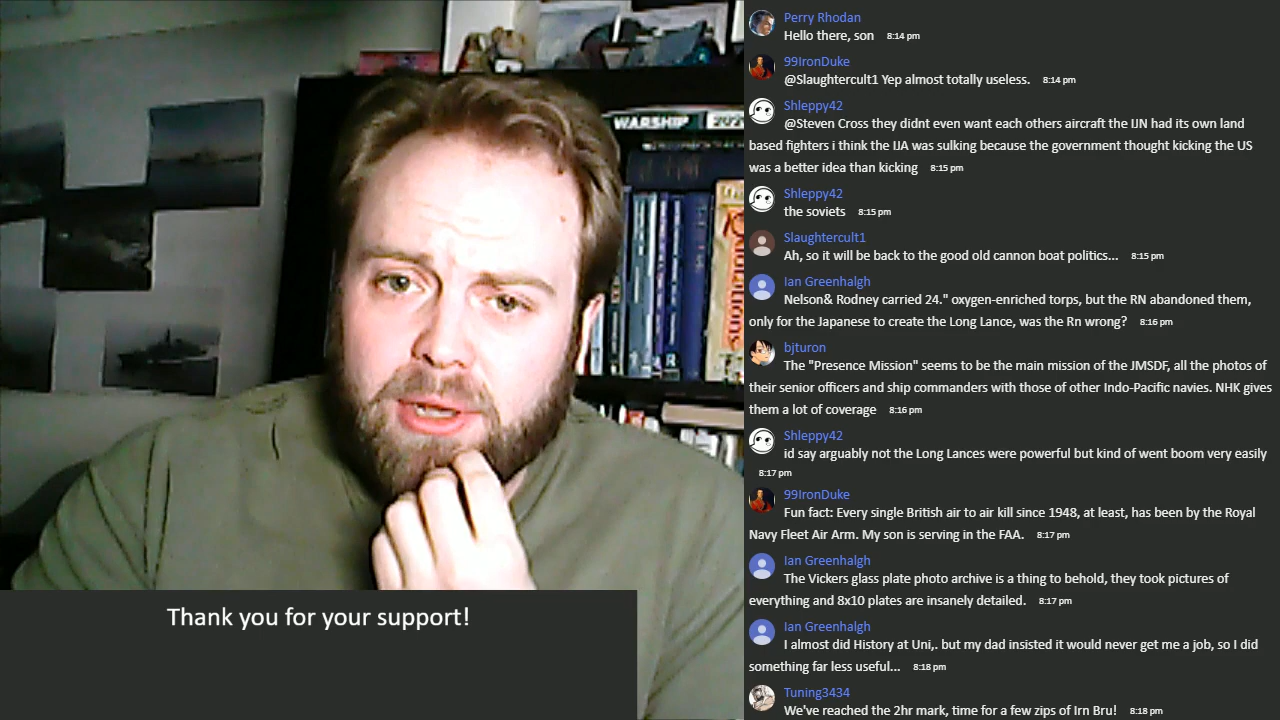 WARSHIP
Thank you for your support!
Perry Rhodan
Hello there, son 8:14 pm
99IronDuke
@Slaughtercult1 Yep almost totally useless. 8:14 pm
Shleppy42
@Steven Cross they didnt even want each others aircraft the IJN had its own land
based fighters i think the IJA was sulking because the government thought kicking the US
was a better idea than kicking 8:15 pm
Shleppy42
the soviets 8:15 pm
Slaughtercult1
Ah, so it will be back to the good old cannon boat politics... 8:15 pm
Ian Greenhalgh
Nelson& Rodney carried 24." oxygen-enriched torps, but the RN abandoned them,
only for the Japanese to create the Long Lance, was the Rn wrong? 8:16 pm
bjturon
The "Presence Mission" seems to be the main mission of the JMSDF, all the photos of
their senior officers and ship commanders with those of other Indo-Pacific navies. NHK gives
them a lot of coverage 8:16 pm
Shleppy42
id say arguably not the Long Lances were powerful but kind of went boom very easily
8:17 pm
99IronDuke
Fun fact: Every single British air to air kill since 1948, at least, has been by the Royal
Navy Fleet Air Arm. My son is serving in the FAA. 8:17 pm
Ian Greenhalgh
The Vickers glass plate photo archive is a thing to behold, they took pictures of
everything and 8x10 plates are insanely detailed. 8:17 pm
Ian Greenhalgh
I almost did History at Uni,. but my dad insisted it would never get me a job, so I did
something far less useful... 8:18 pm
Tuning3434
We've reached the 2hr mark, time for a few zips of Irn Bru! 8:18 pm